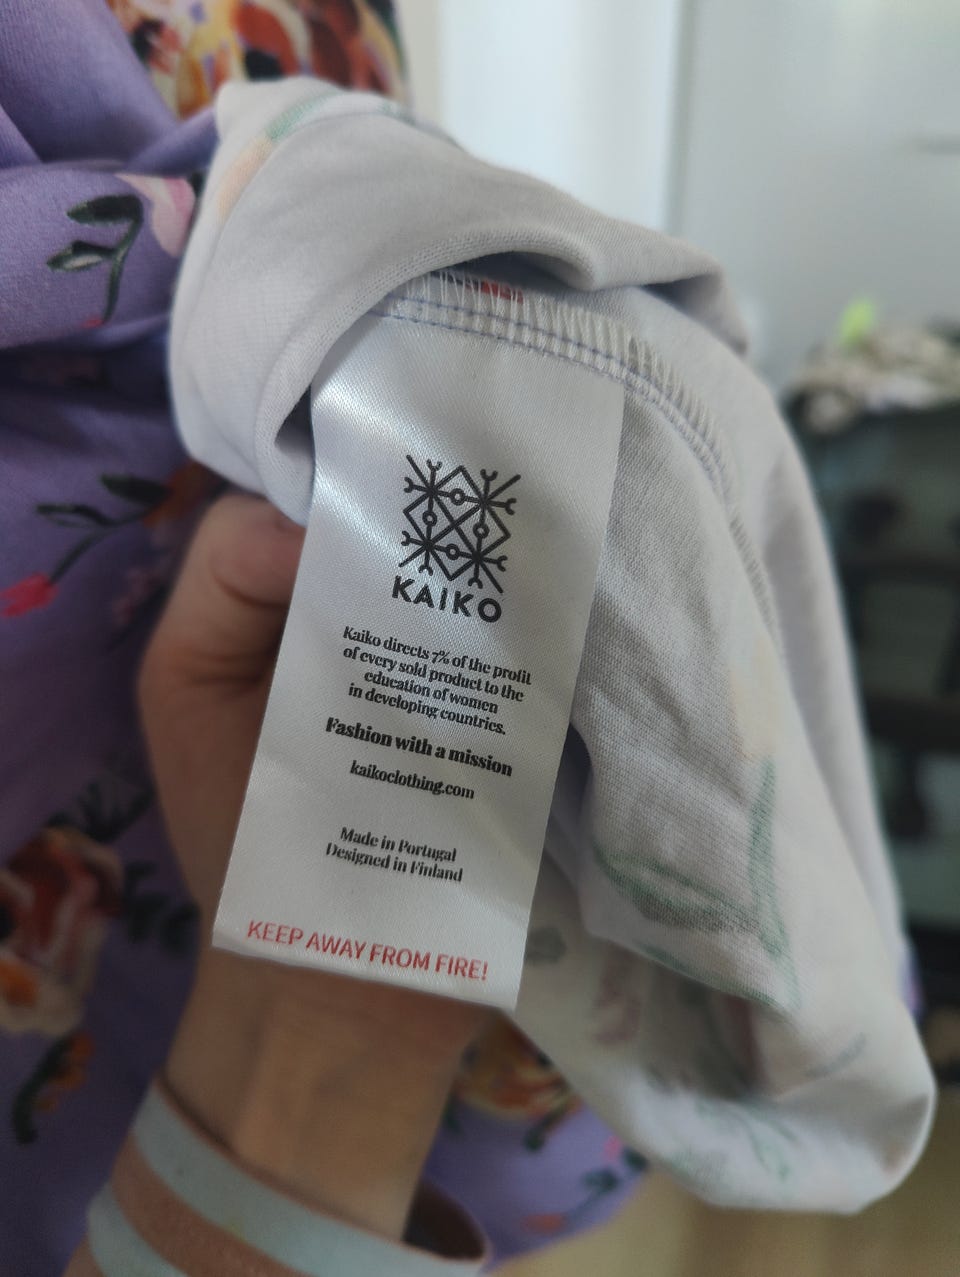 KAIKO
Kaiko directs 7% of the profit
of every sold product to the
education of women
in developing countries.
Fashion with a mission
kaikoclothing.com
Made in Portugal
Designed in Finland
KEEP AWAY FROM FIRE!